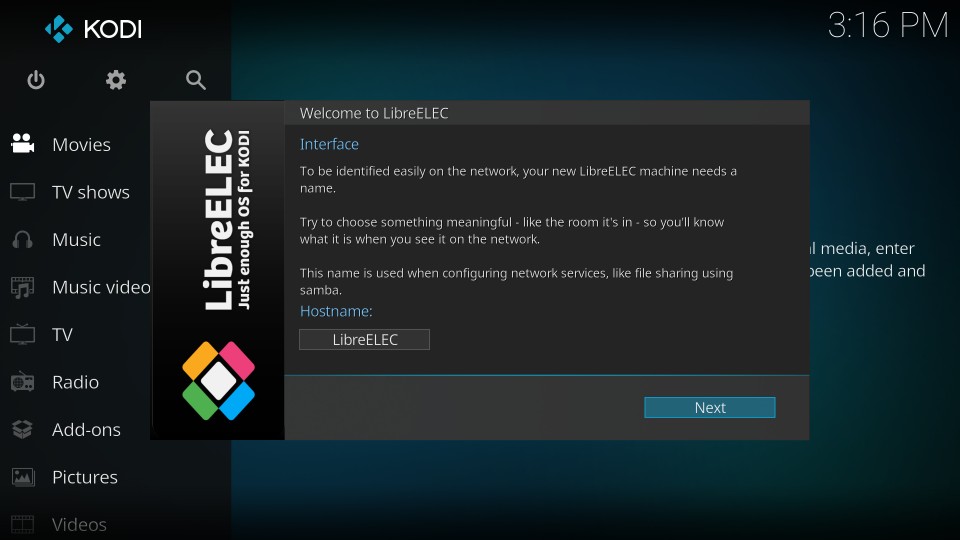 KODI
3:16 PM
Movies
TV shows
Music
Music video
TV
Radio
Add-ons
Pictures
Videos
LibreELEC
Just enough OS for KODI
Welcome to LibreELEC
Interface
To be identified easily on the network, your new LibreELEC machine needs a
name.
Try to choose something meaningful - like the room it's in - so you'll know
what it is when you see it on the network.
This name is used when configuring network services, like file sharing using
samba.
Hostname:
LibreELEC
Next
media, enter
been added and